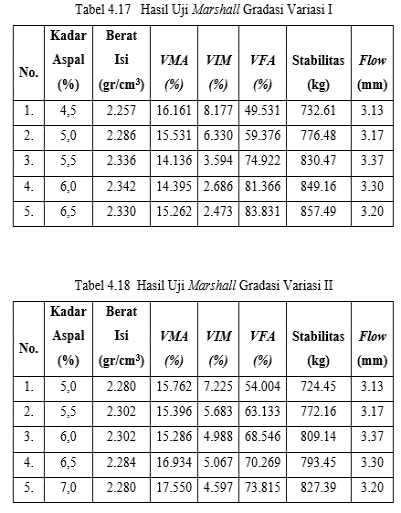 Tabel 4.17 Hasil Uji Marshall Gradasi Variasi I
No. Kadar Aspal (%) Berat Isi (gr/cm³) VMA (%) VIM (%) VFA (%) Stabilitas (kg) Flow (mm)
1. 4,5 2.257 16.161 8.177 49.531 732.61 3.13
2. 5,0 2.286 15.531 6.330 59.376 776.48 3.17
3. 5,5 2.336 14.136 3.594 74.922 830.47 3.37
4. 6,0 2.342 14.395 2.686 81.366 849.16 3.30
5. 6,5 2.330 15.262 2.473 83.831 857.49 3.20
Tabel 4.18 Hasil Uji Marshall Gradasi Variasi II
No. Kadar Aspal (%) Berat Isi (gr/cm³) VMA (%) VIM (%) VFA (%) Stabilitas (kg) Flow (mm)
1. 5,0 2.280 15.762 7.225 54.004 724.45 3.13
2. 5,5 2.302 15.396 5.683 63.133 772.16 3.17
3. 6,0 2.302 15.286 4.988 68.546 809.14 3.37
4. 6,5 2.284 16.934 5.067 70.269 793.45 3.30
5. 7,0 2.280 17.550 4.597 73.815 827.39 3.20